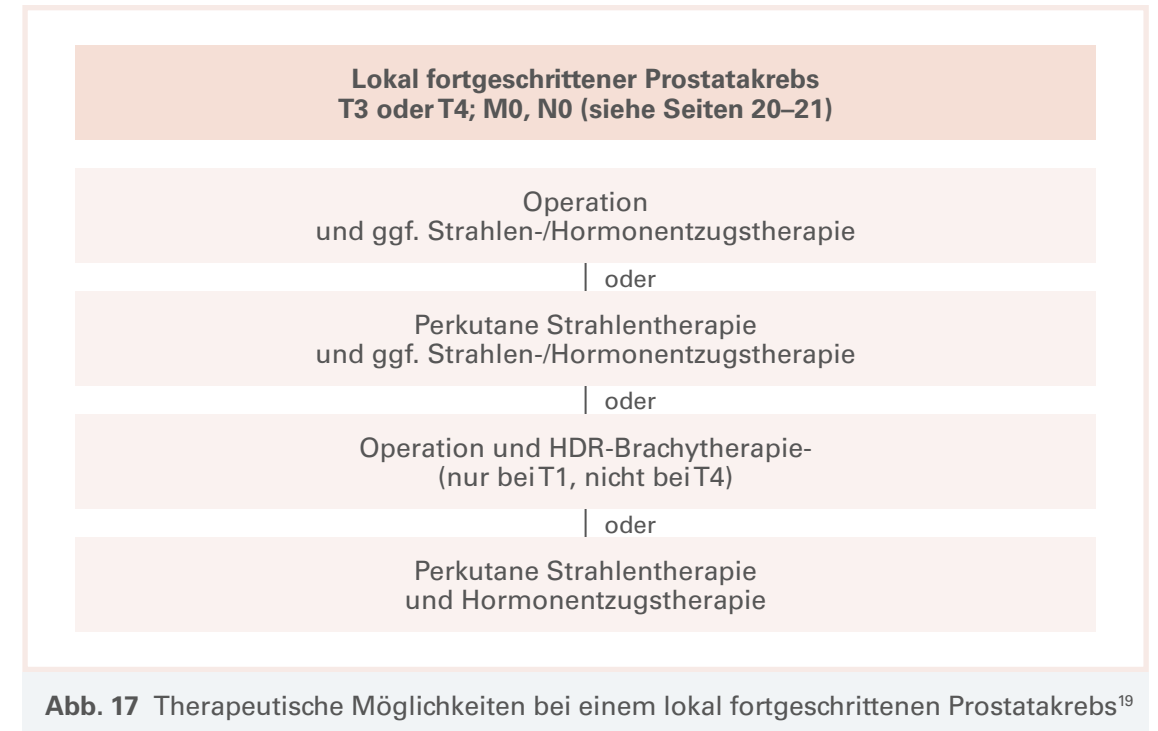 Lokal fortgeschrittener Prostatakrebs
T3 oder T4; M0, N0 (siehe Seiten 20–21)
Operation
und ggf. Strahlen-/Hormonentzugstherapie
oder
Perkutane Strahlentherapie
und ggf. Strahlen-/Hormonentzugstherapie
oder
Operation und HDR-Brachytherapie-
(nur bei T1, nicht bei T4)
oder
Perkutane Strahlentherapie
und Hormonentzugstherapie
Abb. 17 Therapeutische Möglichkeiten bei einem lokal fortgeschrittenen Prostatakrebs¹⁹